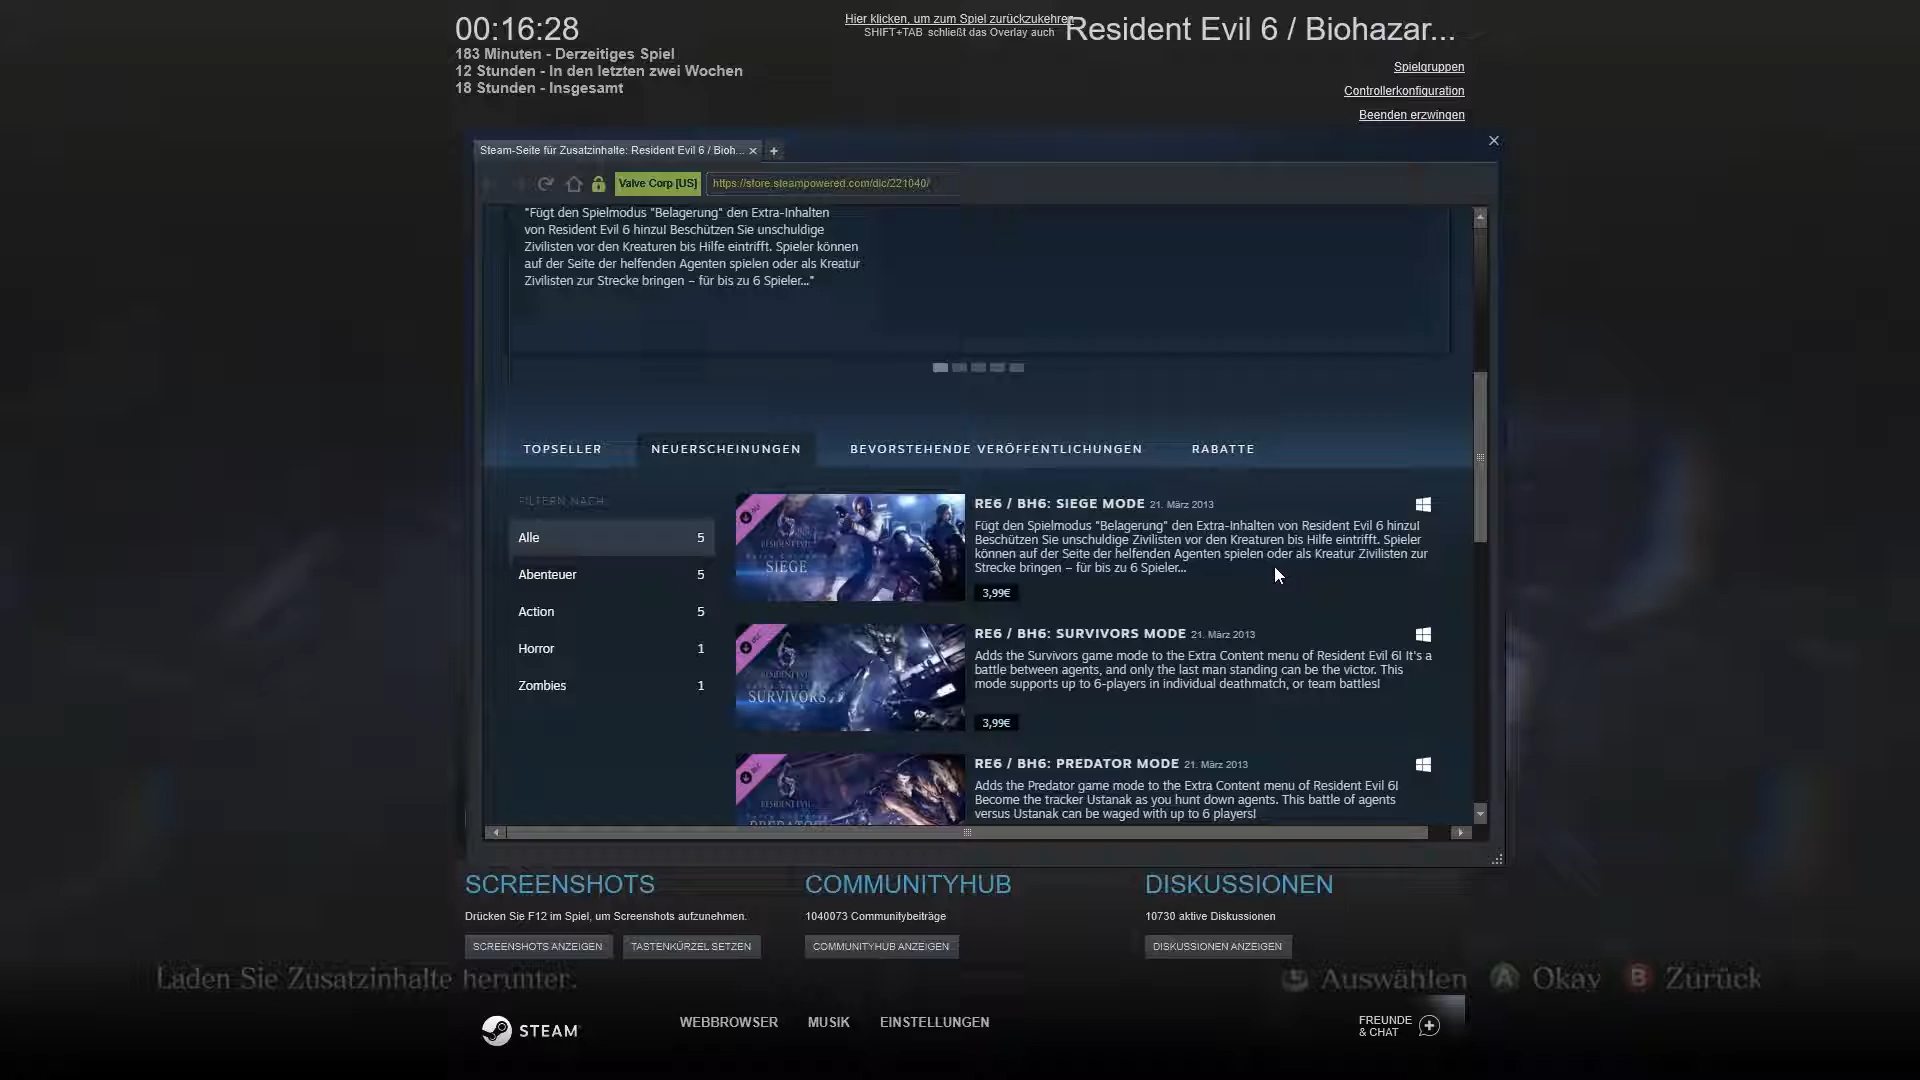 00:16:28
183 Minuten - Derzeitiges Spiel
12 Stunden - In den letzten zwei Wochen
18 Stunden - Insgesamt
Hier klicken, um zum Spiel zurückzukehren
SHIFT+TAB schließt das Overlay auch
Resident Evil 6 / Biohazar...
Spielgruppen
Controllerkonfiguration
Beenden erzwingen
Steam-Seite für Zusatzinhalte: Resident Evil 6 / Bioh...
Valve Corp [US]
https://store.steampowered.com/dlc/221040/
"Fügt den Spielmodus "Belagerung" den Extra-Inhalten
von Resident Evil 6 hinzu! Beschützen Sie unschuldige
Zivilisten vor den Kreaturen bis Hilfe eintrifft. Spieler können
auf der Seite der helfenden Agenten spielen oder als Kreatur
Zivilisten zur Strecke bringen – für bis zu 6 Spieler..."
TOPSELLER
NEUERSCHEINUNGEN
BEVORSTEHENDE VERÖFFENTLICHUNGEN
RABATTE
FILTERN NACH
Alle 5
Abenteuer 5
Action 5
Horror 1
Zombies 1
RESIDENT EVIL
SIEGE
RE6 / BH6: SIEGE MODE 21. März 2013
Fügt den Spielmodus "Belagerung" den Extra-Inhalten von Resident Evil 6 hinzu!
Beschützen Sie unschuldige Zivilisten vor den Kreaturen bis Hilfe eintrifft. Spieler
können auf der Seite der helfenden Agenten spielen oder als Kreatur Zivilisten zur
Strecke bringen – für bis zu 6 Spieler...
3,99€
RESIDENT EVIL
SURVIVORS
RE6 / BH6: SURVIVORS MODE 21. März 2013
Adds the Survivors game mode to the Extra Content menu of Resident Evil 6! It's a
battle between agents, and only the last man standing can be the victor. This
mode supports up to 6-players in individual deathmatch, or team battles!
3,99€
RESIDENT EVIL
PREDATOR
RE6 / BH6: PREDATOR MODE 21. März 2013
Adds the Predator game mode to the Extra Content menu of Resident Evil 6!
Become the tracker Ustanak as you hunt down agents. This battle of agents
versus Ustanak can be waged with up to 6 players!
SCREENSHOTS
Drücken Sie F12 im Spiel, um Screenshots aufzunehmen.
SCREENSHOTS ANZEIGEN
TASTENKÜRZEL SETZEN
COMMUNITYHUB
1040073 Communitybeiträge
COMMUNITYHUB ANZEIGEN
DISKUSSIONEN
10730 aktive Diskussionen
DISKUSSIONEN ANZEIGEN
Laden Sie Zusatzinhalte herunter.
Auswählen
A Okay
B Zurück
STEAM
WEBBROWSER
MUSIK
EINSTELLUNGEN
FREUNDE
& CHAT